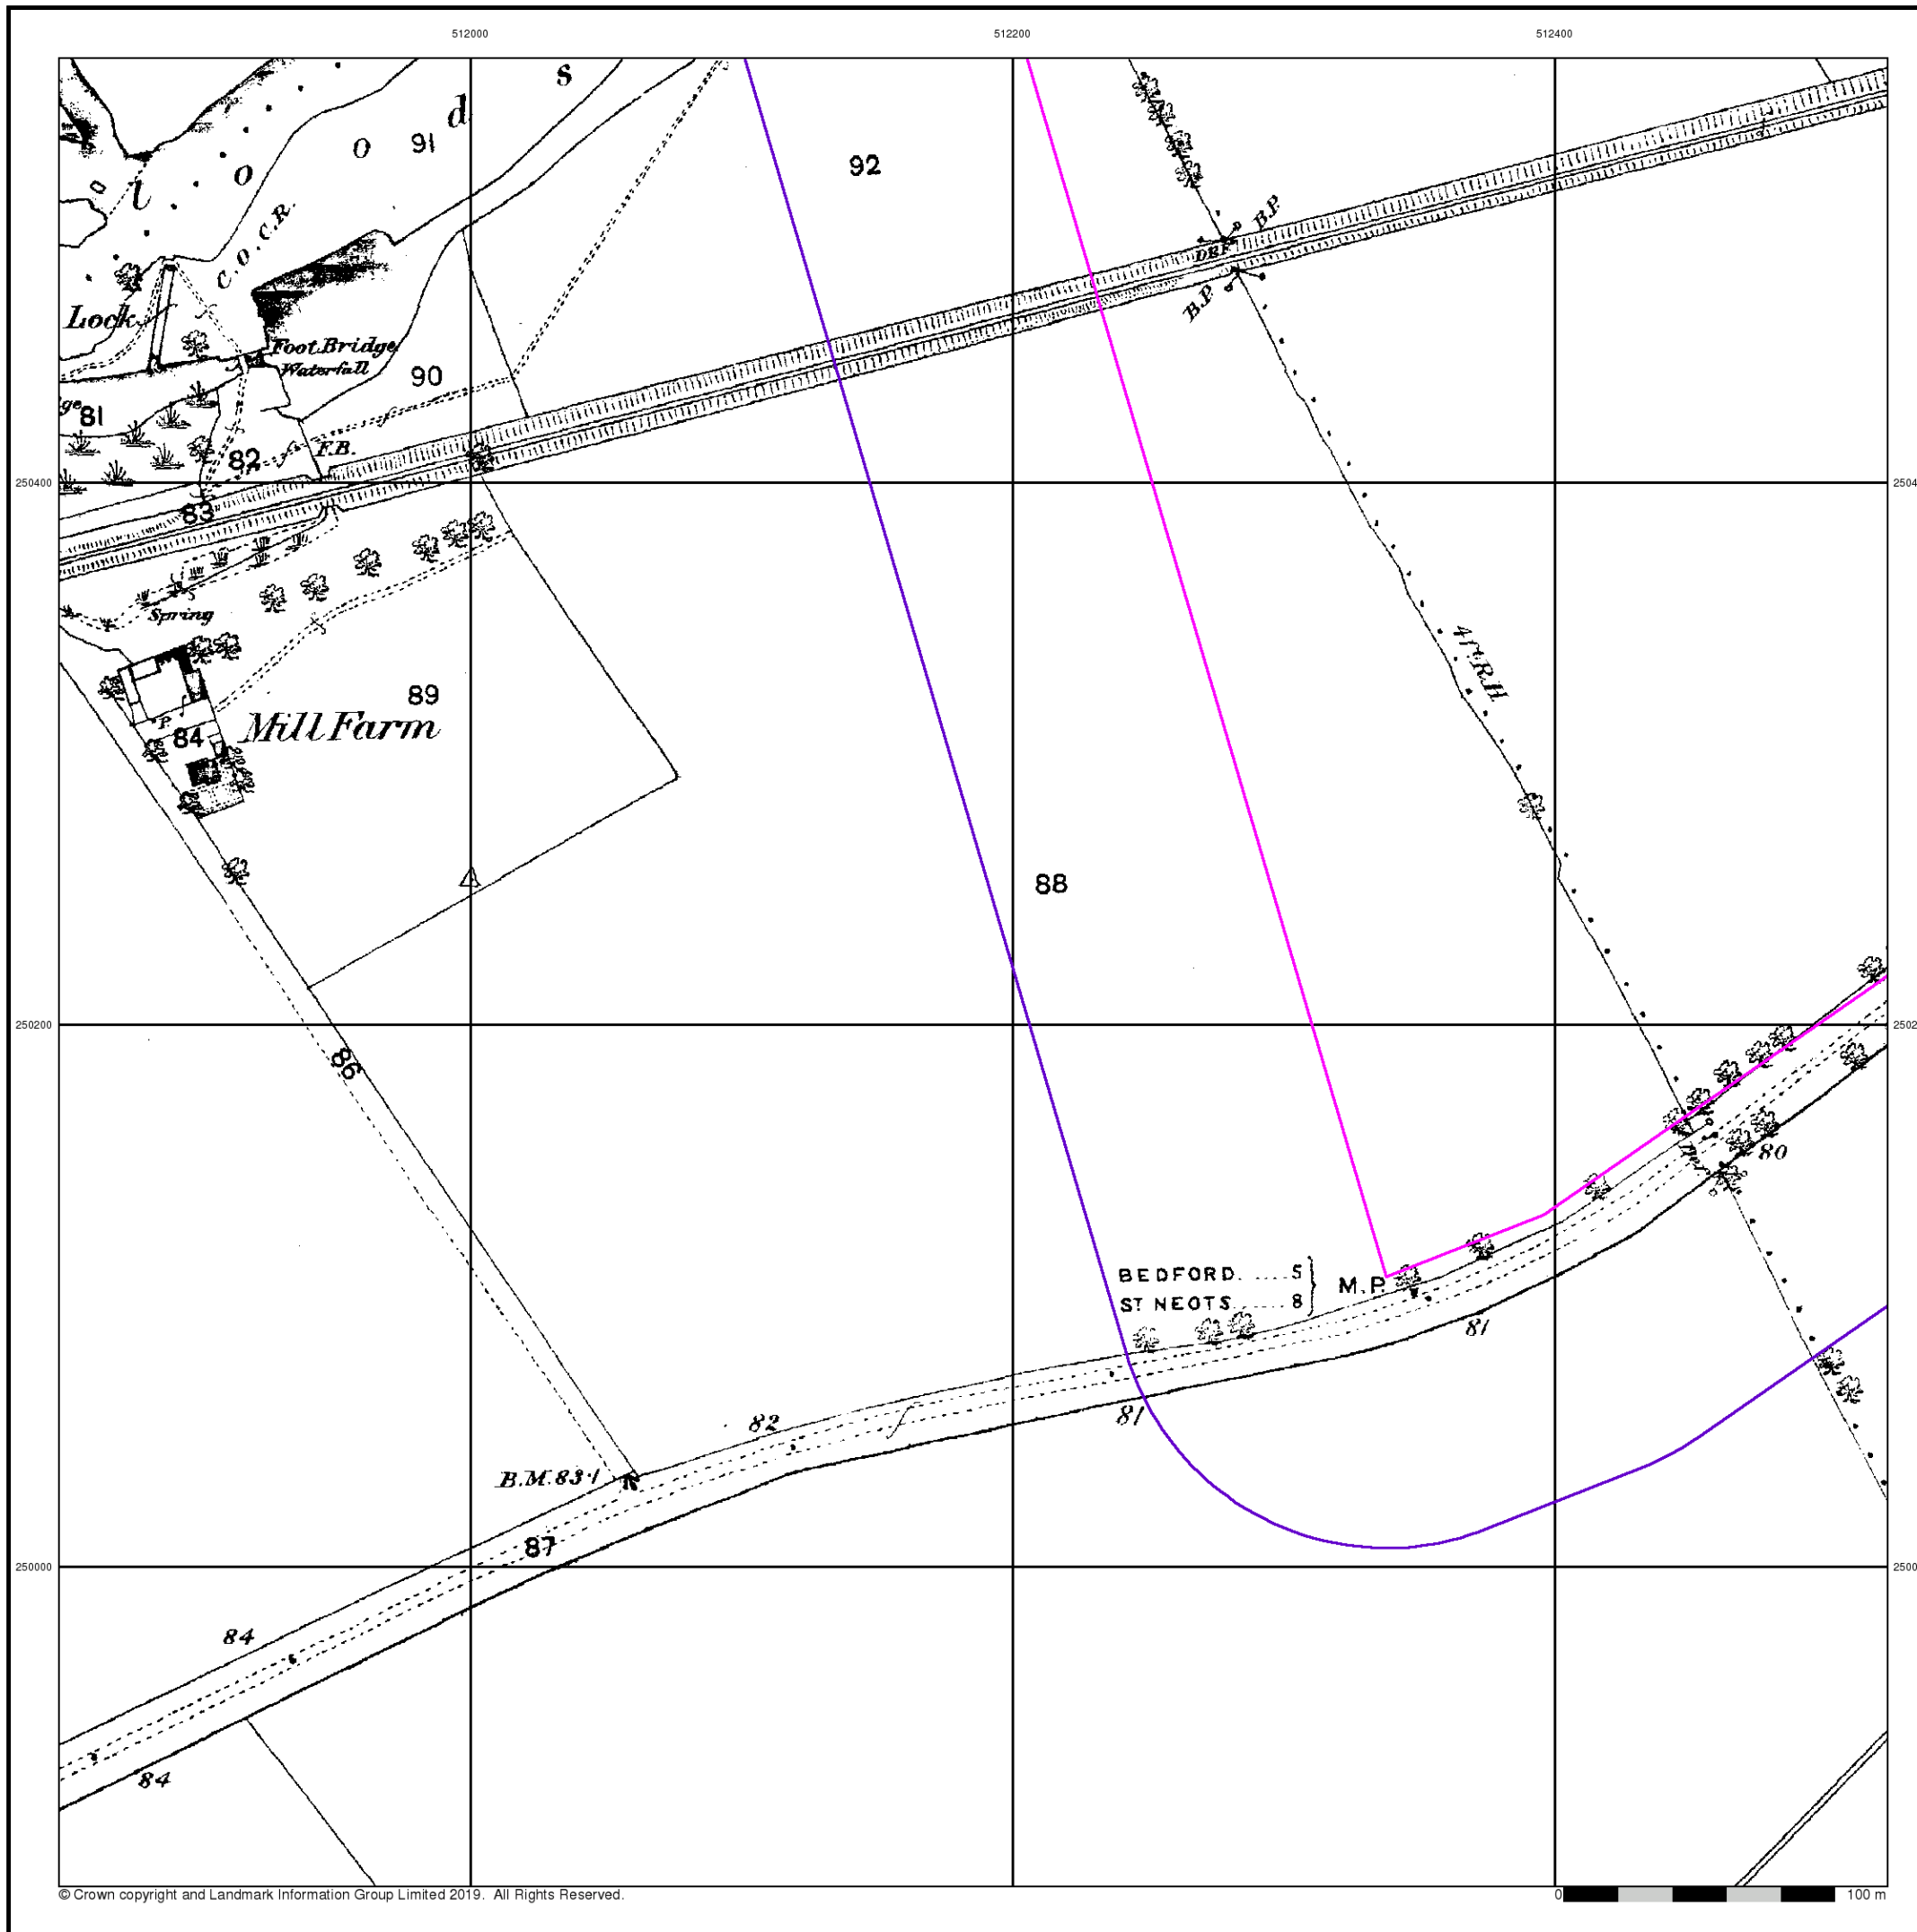 512000 512200 512400
s
d
o
o
l
91
92
C.O.C.R.
B.P.
DEF
B.P.
Lock
Foot Bridge
Waterfall
90
81
82
F.B.
250400
83
Spring
4ft R.H.
89
P.
84
Mill Farm
88
250200
86
80
BEDFORD.....5
ST NEOTS.....8
M.P.
81
81
82
B.M. 83·1
87
250000
84
84
© Crown copyright and Landmark Information Group Limited 2019. All Rights Reserved.
0 100 m